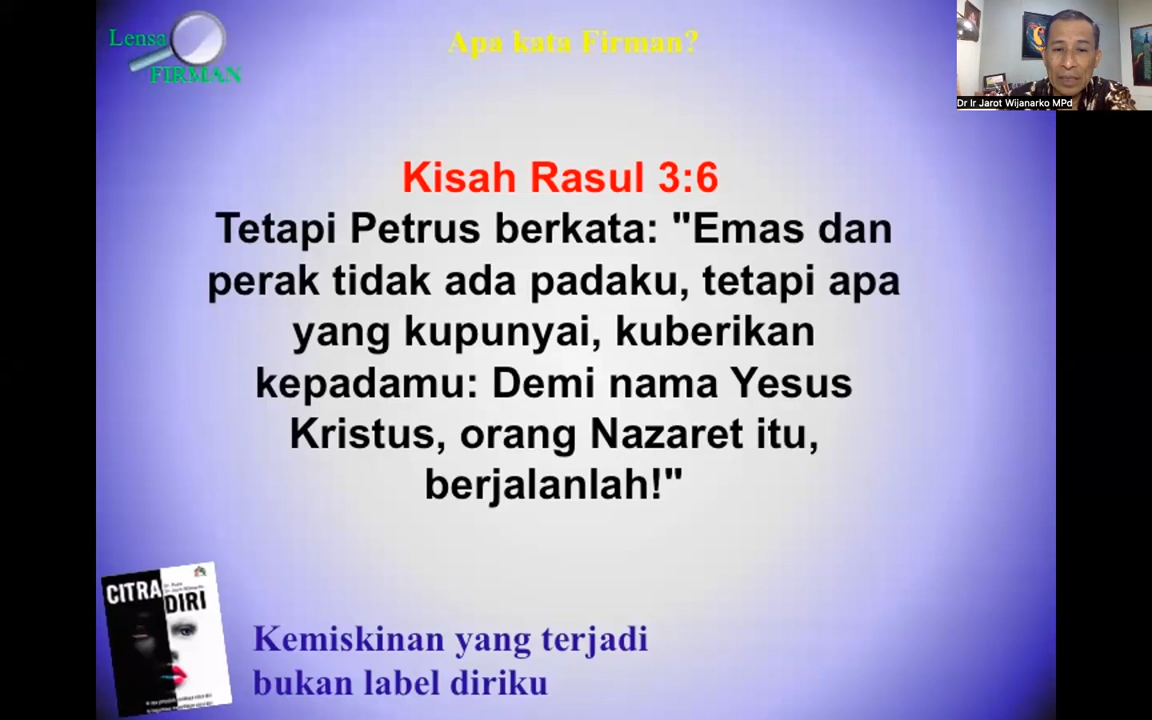 Lensa
FIRMAN
Apa kata Firman?
Dr Ir Jarot Wijanarko MPd
Kisah Rasul 3:6
Tetapi Petrus berkata: "Emas dan
perak tidak ada padaku, tetapi apa
yang kupunyai, kuberikan
kepadamu: Demi nama Yesus
Kristus, orang Nazaret itu,
berjalanlah!"
CITRA
DIRI
Kemiskinan yang terjadi
bukan label diriku